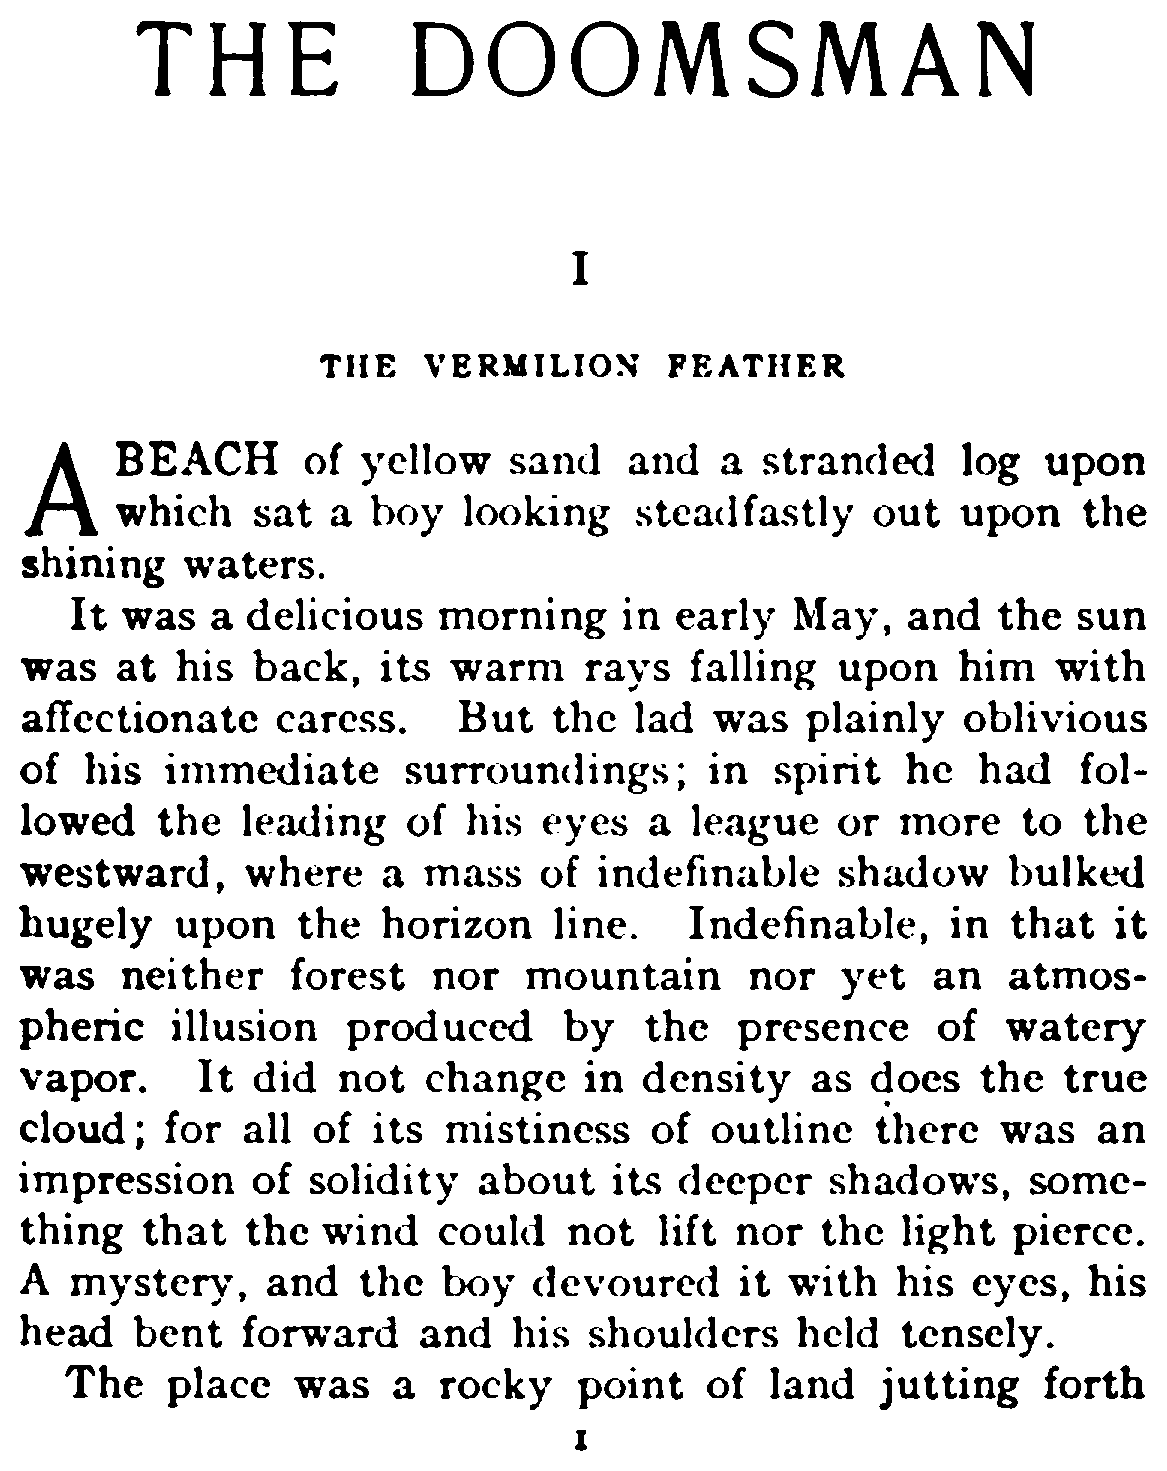 THE DOOMSMAN
I
THE VERMILION FEATHER
A BEACH of yellow sand and a stranded log upon
which sat a boy looking steadfastly out upon the
shining waters.
It was a delicious morning in early May, and the sun
was at his back, its warm rays falling upon him with
affectionate caress. But the lad was plainly oblivious
of his immediate surroundings; in spirit he had fol-
lowed the leading of his eyes a league or more to the
westward, where a mass of indefinable shadow bulked
hugely upon the horizon line. Indefinable, in that it
was neither forest nor mountain nor yet an atmos-
pheric illusion produced by the presence of watery
vapor. It did not change in density as does the true
cloud; for all of its mistiness of outline there was an
impression of solidity about its deeper shadows, some-
thing that the wind could not lift nor the light pierce.
A mystery, and the boy devoured it with his eyes, his
head bent forward and his shoulders held tensely.
The place was a rocky point of land jutting forth
1